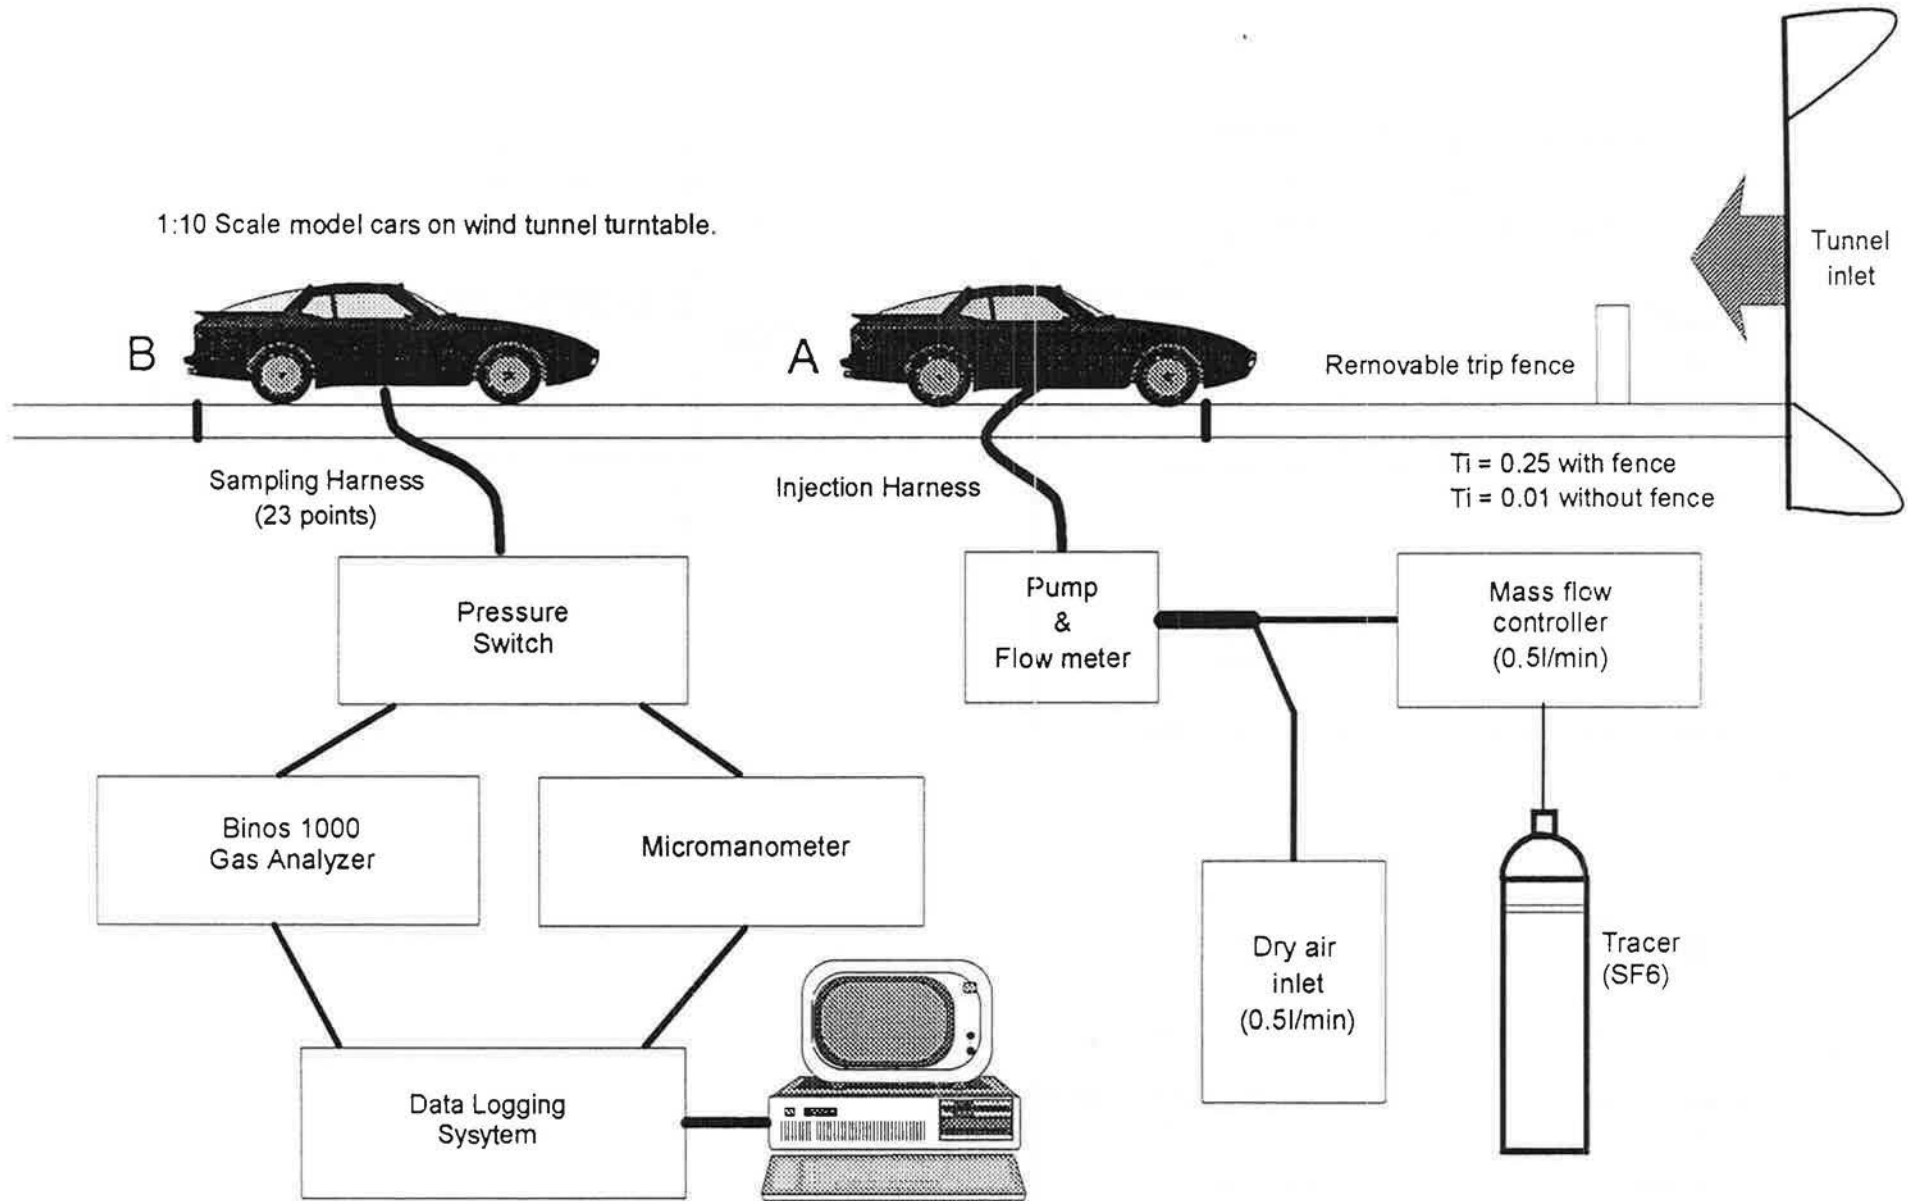 1:10 Scale model cars on wind tunnel turntable.
Tunnel
inlet
B
A
Removable trip fence
Sampling Harness
(23 points)
Injection Harness
Ti = 0.25 with fence
Ti = 0.01 without fence
Pressure
Switch
Pump
&
Flow meter
Mass flow
controller
(0.5l/min)
Binos 1000
Gas Analyzer
Micromanometer
Dry air
inlet
(0.5l/min)
Tracer
(SF6)
Data Logging
Sysytem